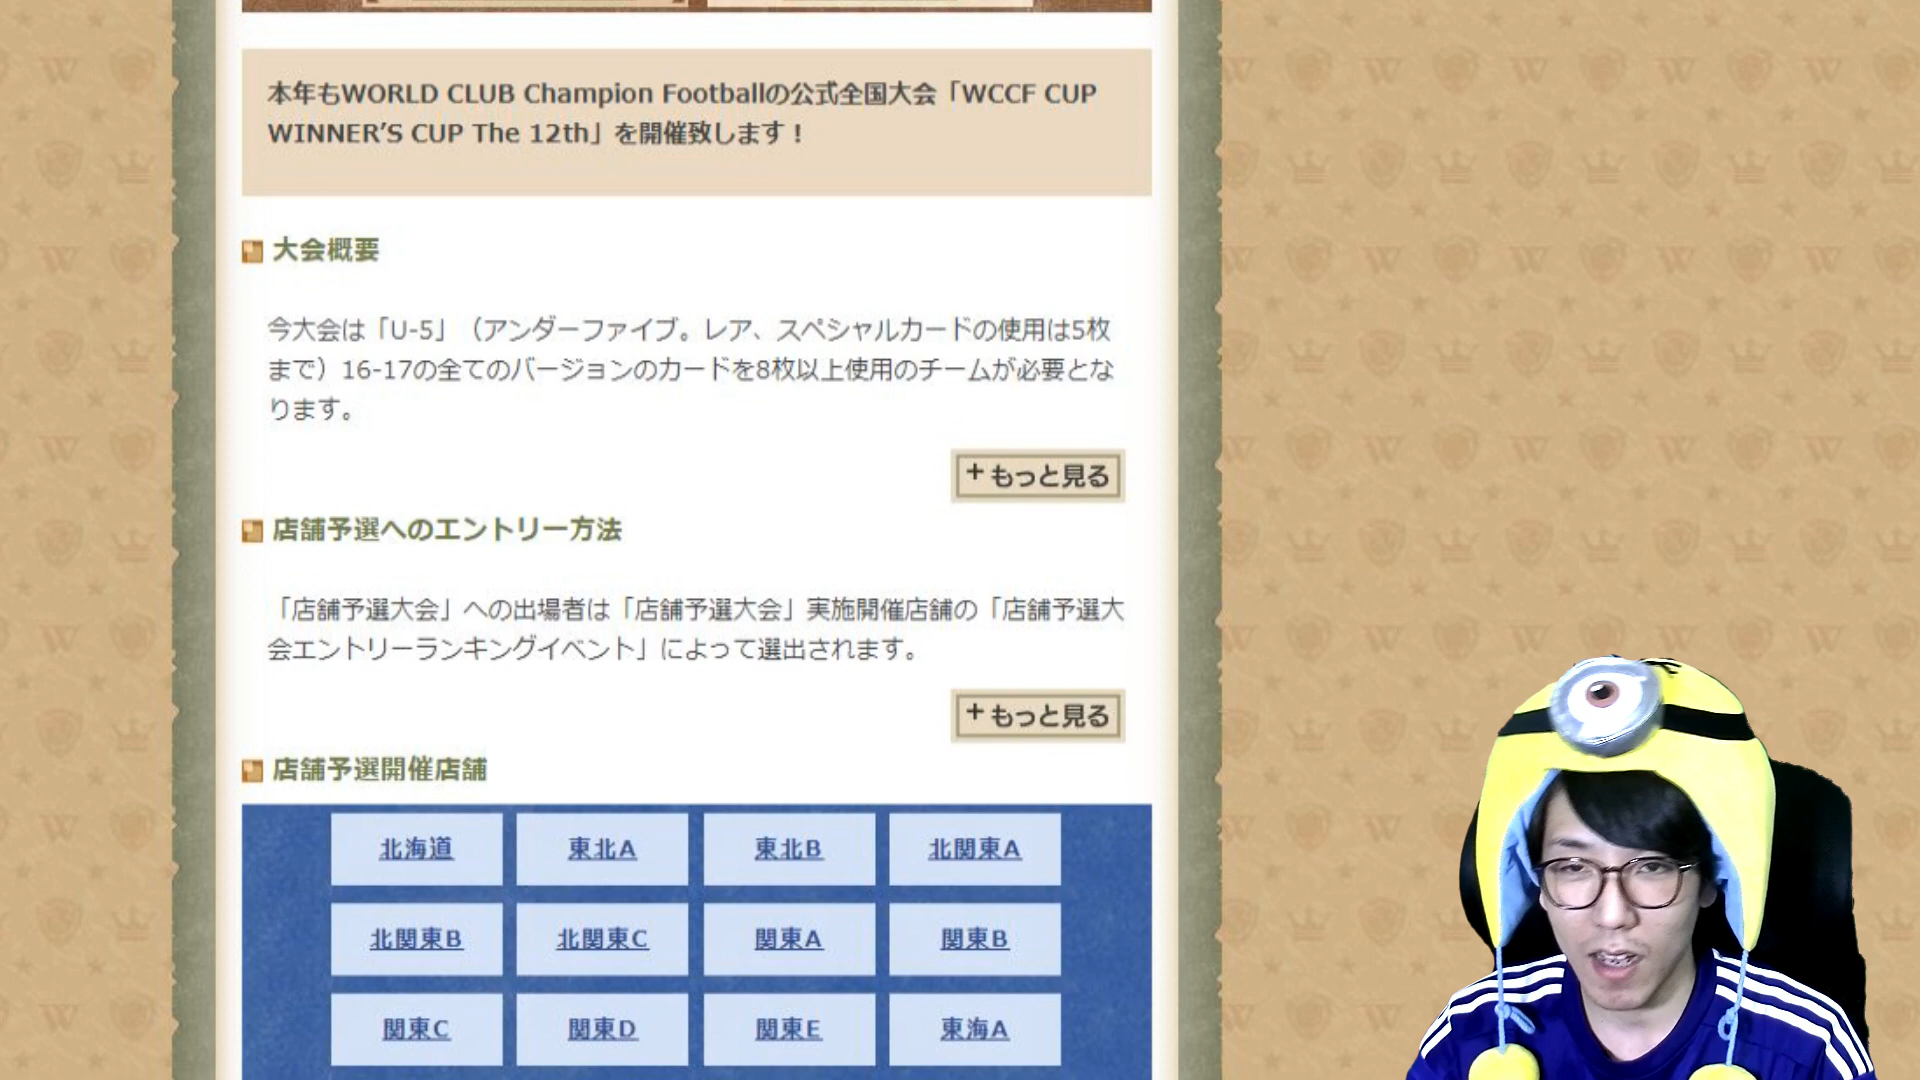 本年もWORLD CLUB Champion Footballの公式全国大会「WCCF CUP
WINNER’S CUP The 12th」を開催致します！
大会概要
今大会は「U-5」（アンダーファイブ。レア、スペシャルカードの使用は5枚
まで）16-17の全てのバージョンのカードを8枚以上使用のチームが必要とな
ります。
+もっと見る
店舗予選へのエントリー方法
「店舗予選大会」への出場者は「店舗予選大会」実施開催店舗の「店舗予選大
会エントリーランキングイベント」によって選出されます。
+もっと見る
店舗予選開催店舗
北海道 東北A 東北B 北関東A
北関東B 北関東C 関東A 関東B
関東C 関東D 関東E 東海A